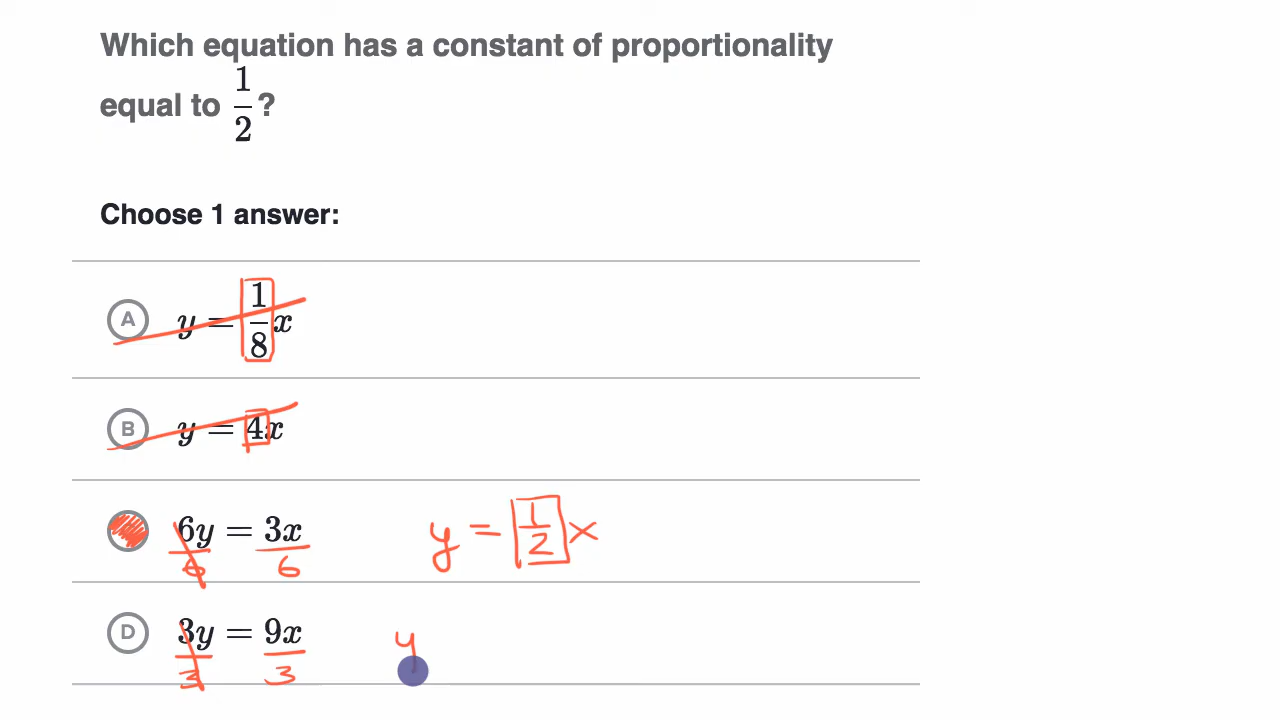 Which equation has a constant of proportionality
equal to 1/2?
Choose 1 answer:
A y = 1/8 x
B y = 4x
6y = 3x y = 1/2 x
6 6
D 3y = 9x y
3 3